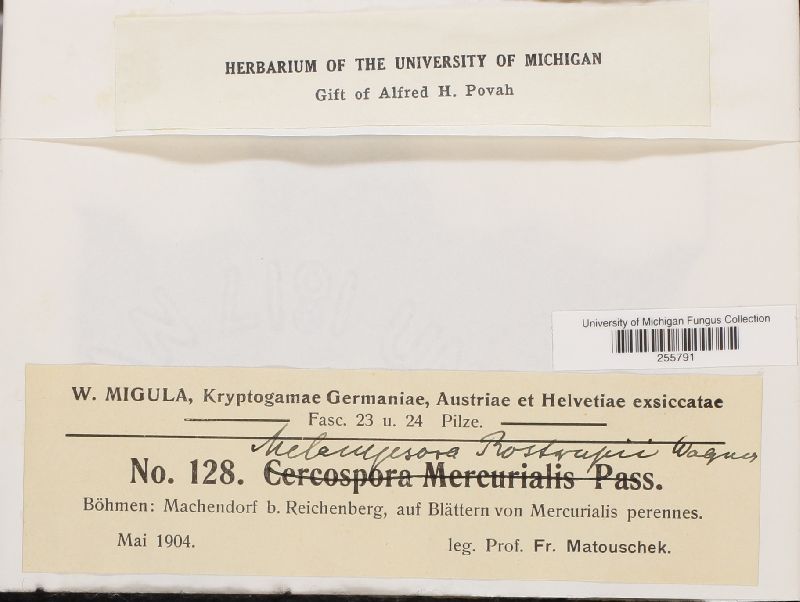 HERBARIUM OF THE UNIVERSITY OF MICHIGAN
Gift of Alfred H. Povah
University of Michigan Fungus Collection
255791
W. MIGULA, Kryptogamae Germaniae, Austriae et Helvetiae exsiccatae
Fasc. 23 u. 24 Pilze.
Melampsora Rostrupii Wagner
No. 128. Cercospora Mercurialis Pass.
Böhmen: Machendorf b. Reichenberg, auf Blättern von Mercurialis perennes.
Mai 1904.
leg. Prof. Fr. Matouschek.